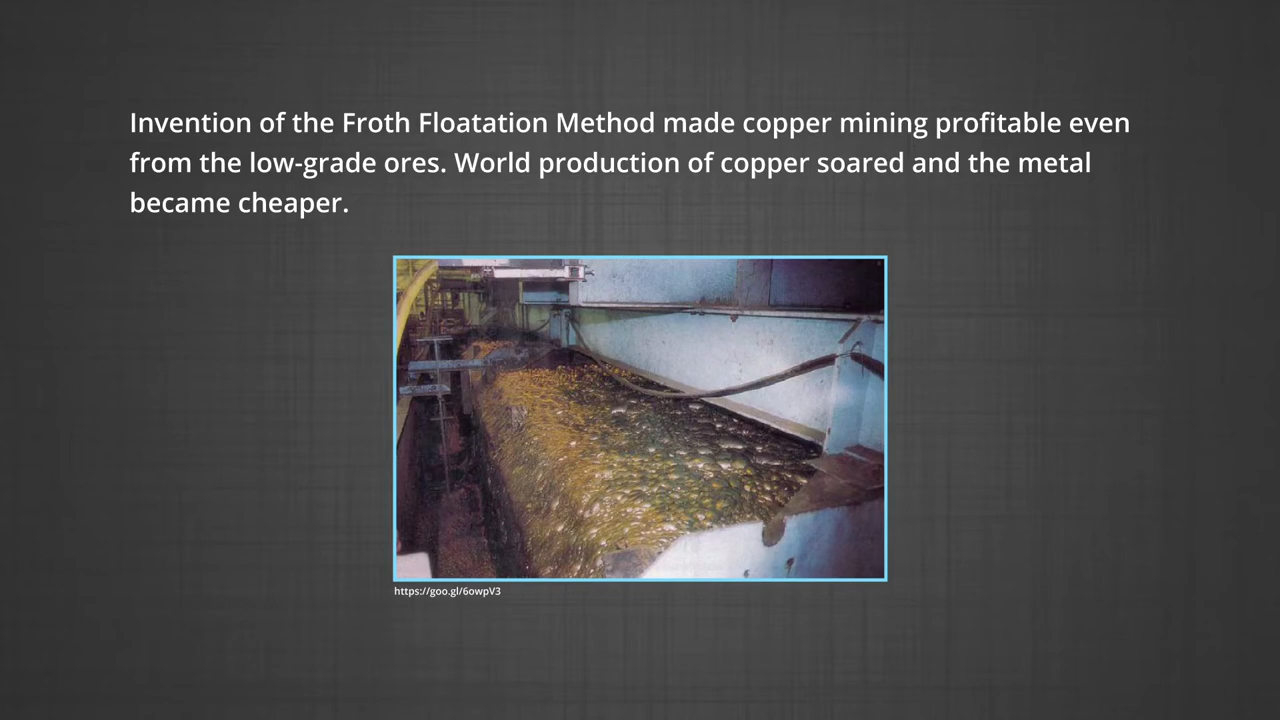 Invention of the Froth Floatation Method made copper mining profitable even
from the low-grade ores. World production of copper soared and the metal
became cheaper.
https://goo.gl/6owpV3